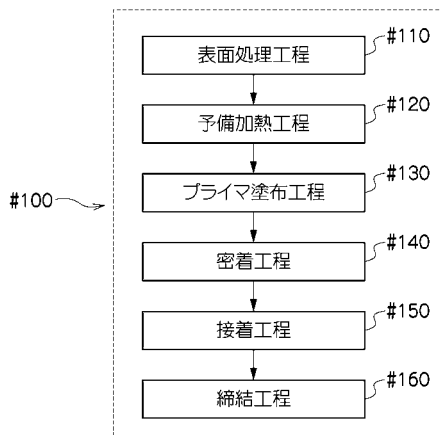 表面処理工程 #110
予備加熱工程 #120
プライマ塗布工程 #130
#100
密着工程 #140
接着工程 #150
締結工程 #160